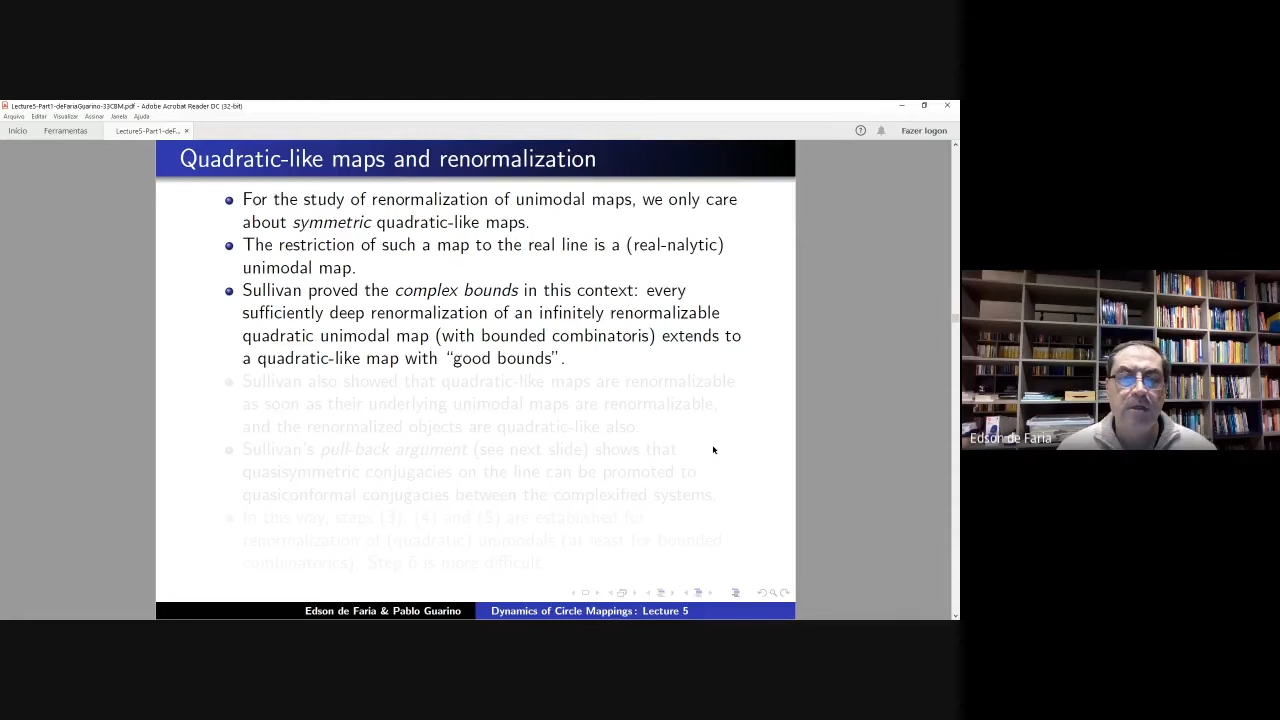 Lecture5-Part1-deFariaGuarino-33CBM.pdf - Adobe Acrobat Reader DC (32-bit)
Arquivo Editar Visualizar Assinar Janela Ajuda
Início Ferramentas Lecture5-Part1-deF... × Fazer logon
Quadratic-like maps and renormalization
For the study of renormalization of unimodal maps, we only care
about symmetric quadratic-like maps.
The restriction of such a map to the real line is a (real-nalytic)
unimodal map.
Sullivan proved the complex bounds in this context: every
sufficiently deep renormalization of an infinitely renormalizable
quadratic unimodal map (with bounded combinatoris) extends to
a quadratic-like map with “good bounds”.
Sullivan also showed that quadratic-like maps are renormalizable
as soon as their underlying unimodal maps are renormalizable,
and the renormalized objects are quadratic-like also.
Sullivan's pull-back argument (see next slide) shows that
quasisymmetric conjugacies on the line can be promoted to
quasiconformal conjugacies between the complexified systems.
In this way, steps (3), (4) and (5) are established for
renormalization of (quadratic) unimodals (at least for bounded
combinatorics). Step 6 is more difficult.
Edson de Faria & Pablo Guarino Dynamics of Circle Mappings: Lecture 5
Edson de Faria